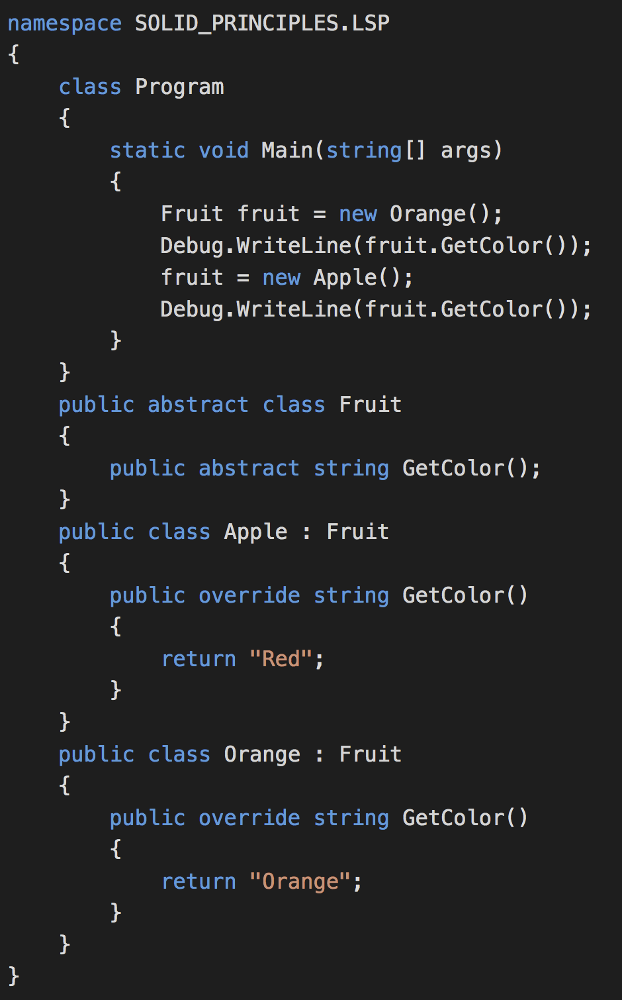 namespace SOLID_PRINCIPLES.LSP
{
    class Program
    {
        static void Main(string[] args)
        {
            Fruit fruit = new Orange();
            Debug.WriteLine(fruit.GetColor());
            fruit = new Apple();
            Debug.WriteLine(fruit.GetColor());
        }
    }
    public abstract class Fruit
    {
        public abstract string GetColor();
    }
    public class Apple : Fruit
    {
        public override string GetColor()
        {
            return "Red";
        }
    }
    public class Orange : Fruit
    {
        public override string GetColor()
        {
            return "Orange";
        }
    }
}